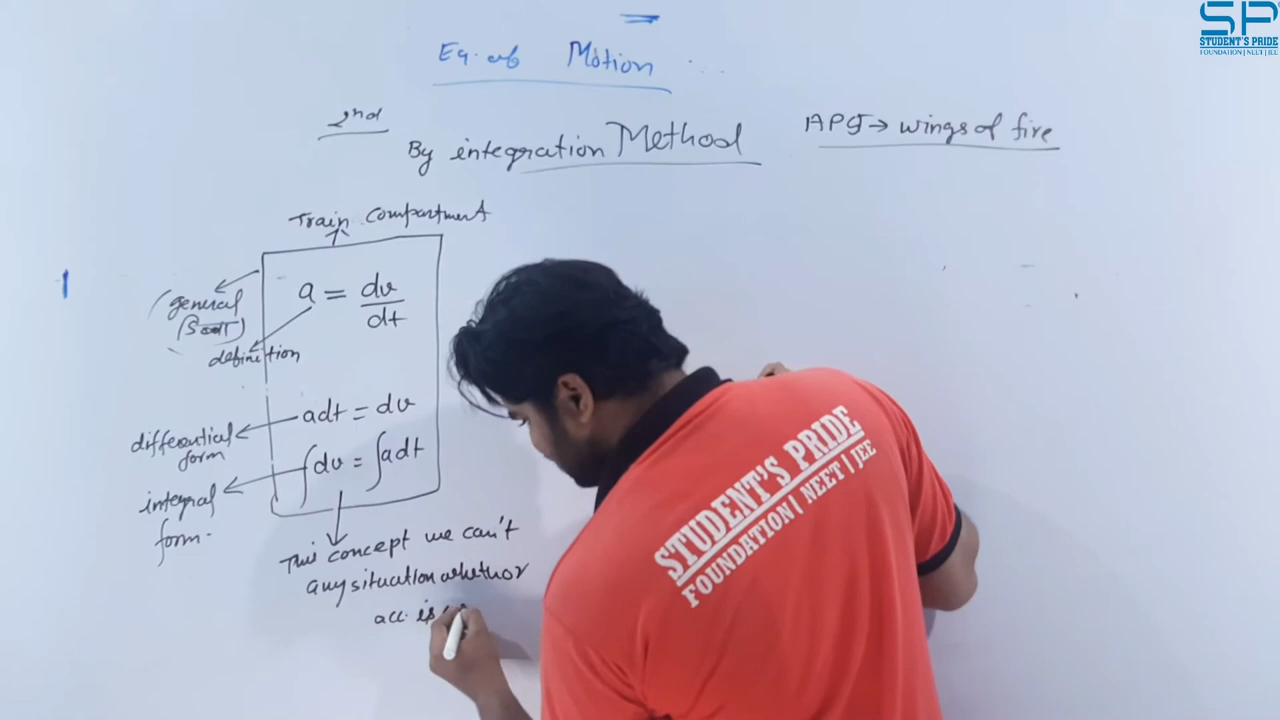 SP
STUDENT'S PRIDE
FOUNDATION | NEET | JEE
Eq. of Motion ...
2nd
By integration Method
APJ → wings of fire
Train compartment
a = dv/dt
general
definition
adt = dv
differential
form
∫dv = ∫adt
integral
form.
This concept we can't
any situation whether
acc. is
STUDENT'S PRIDE
FOUNDATION | NEET | JEE